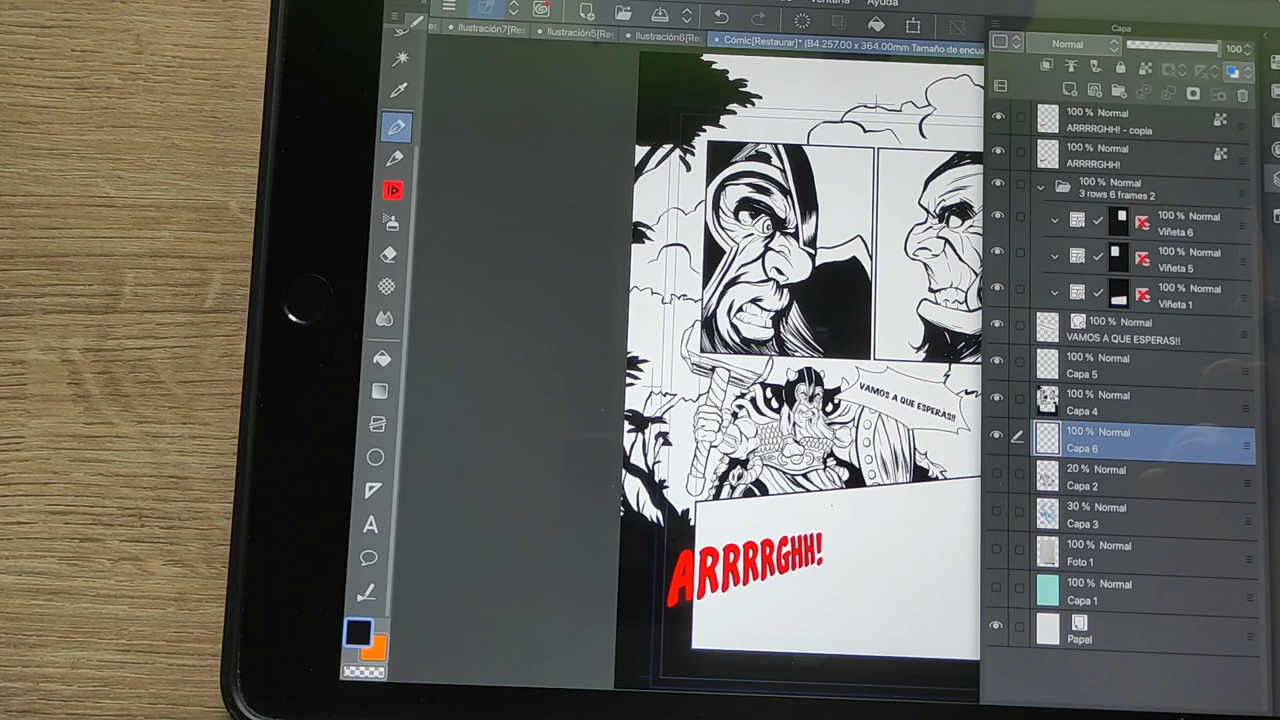 Ventana
Ayuda
Ilustración7[Res
Ilustración5[Res
Ilustración6[Res
Cómic[Restaurar]* (B4 257.00 x 364.00mm Tamaño de encua
Capa
Normal
100
100 % Normal
ARRRRGHH! - copia
100 % Normal
ARRRRGHH!
100 % Normal
3 rows 6 frames 2
100 % Normal
Viñeta 6
100 % Normal
Viñeta 5
100 % Normal
Viñeta 1
100 % Normal
VAMOS A QUE ESPERAS!!
100 % Normal
Capa 5
100 % Normal
Capa 4
100 % Normal
Capa 6
20 % Normal
Capa 2
30 % Normal
Capa 3
100 % Normal
Foto 1
100 % Normal
Capa 1
Papel
A
VAMOS A QUE ESPERAS!!
ARRRRGHH!